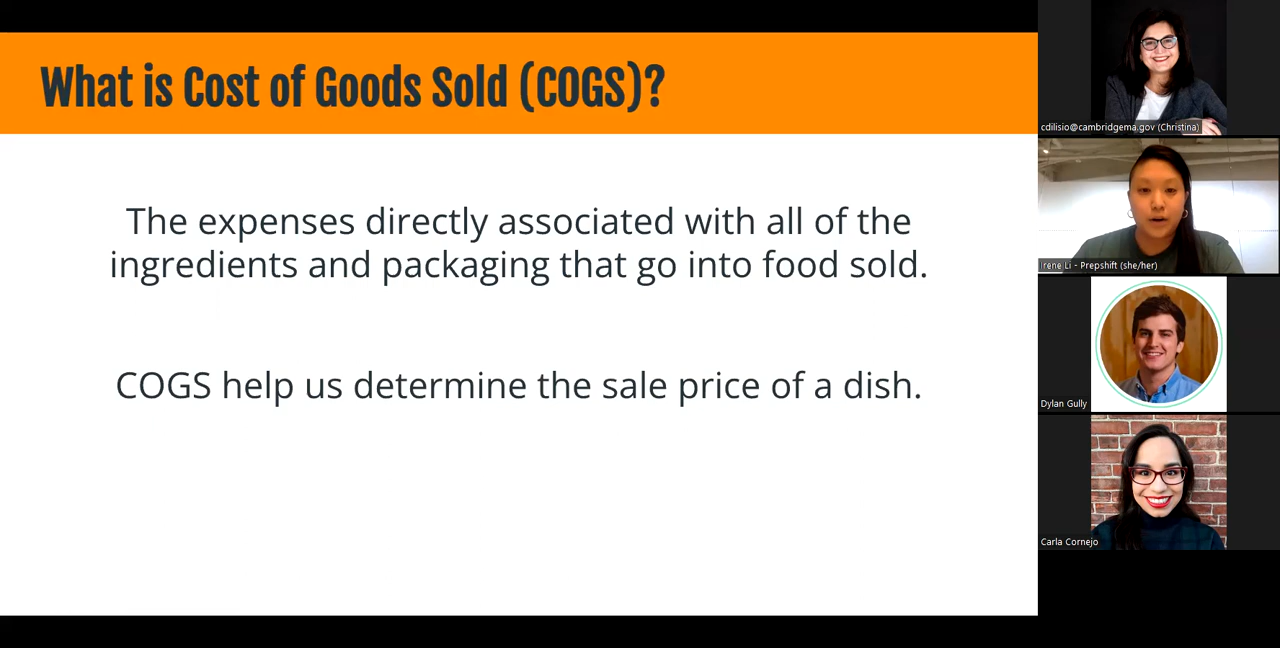 What is Cost of Goods Sold (COGS)?
The expenses directly associated with all of the
ingredients and packaging that go into food sold.
COGS help us determine the sale price of a dish.
cdilisio@cambridgema.gov (Christina)
Irene Li - Prepshift (she/her)
Dylan Gully
Carla Cornejo